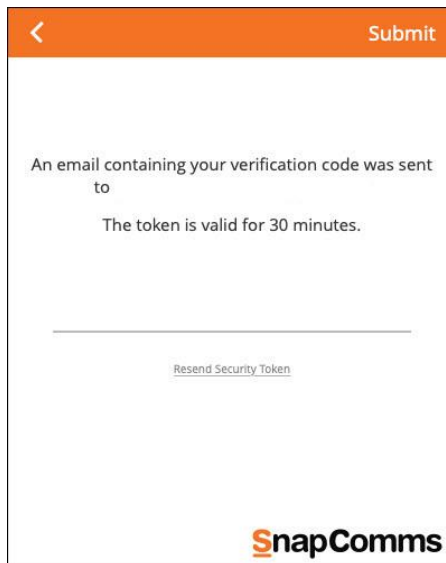 Submit
An email containing your verification code was sent
to
The token is valid for 30 minutes.
Resend Security Token
SnapComms